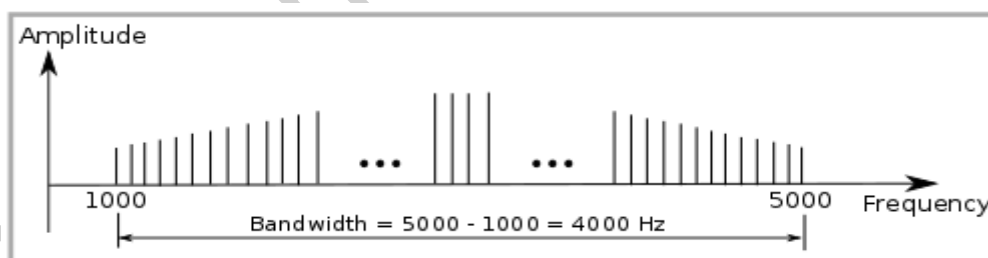 Amplitude
1000
5000
Frequency
Bandwidth = 5000 - 1000 = 4000 Hz